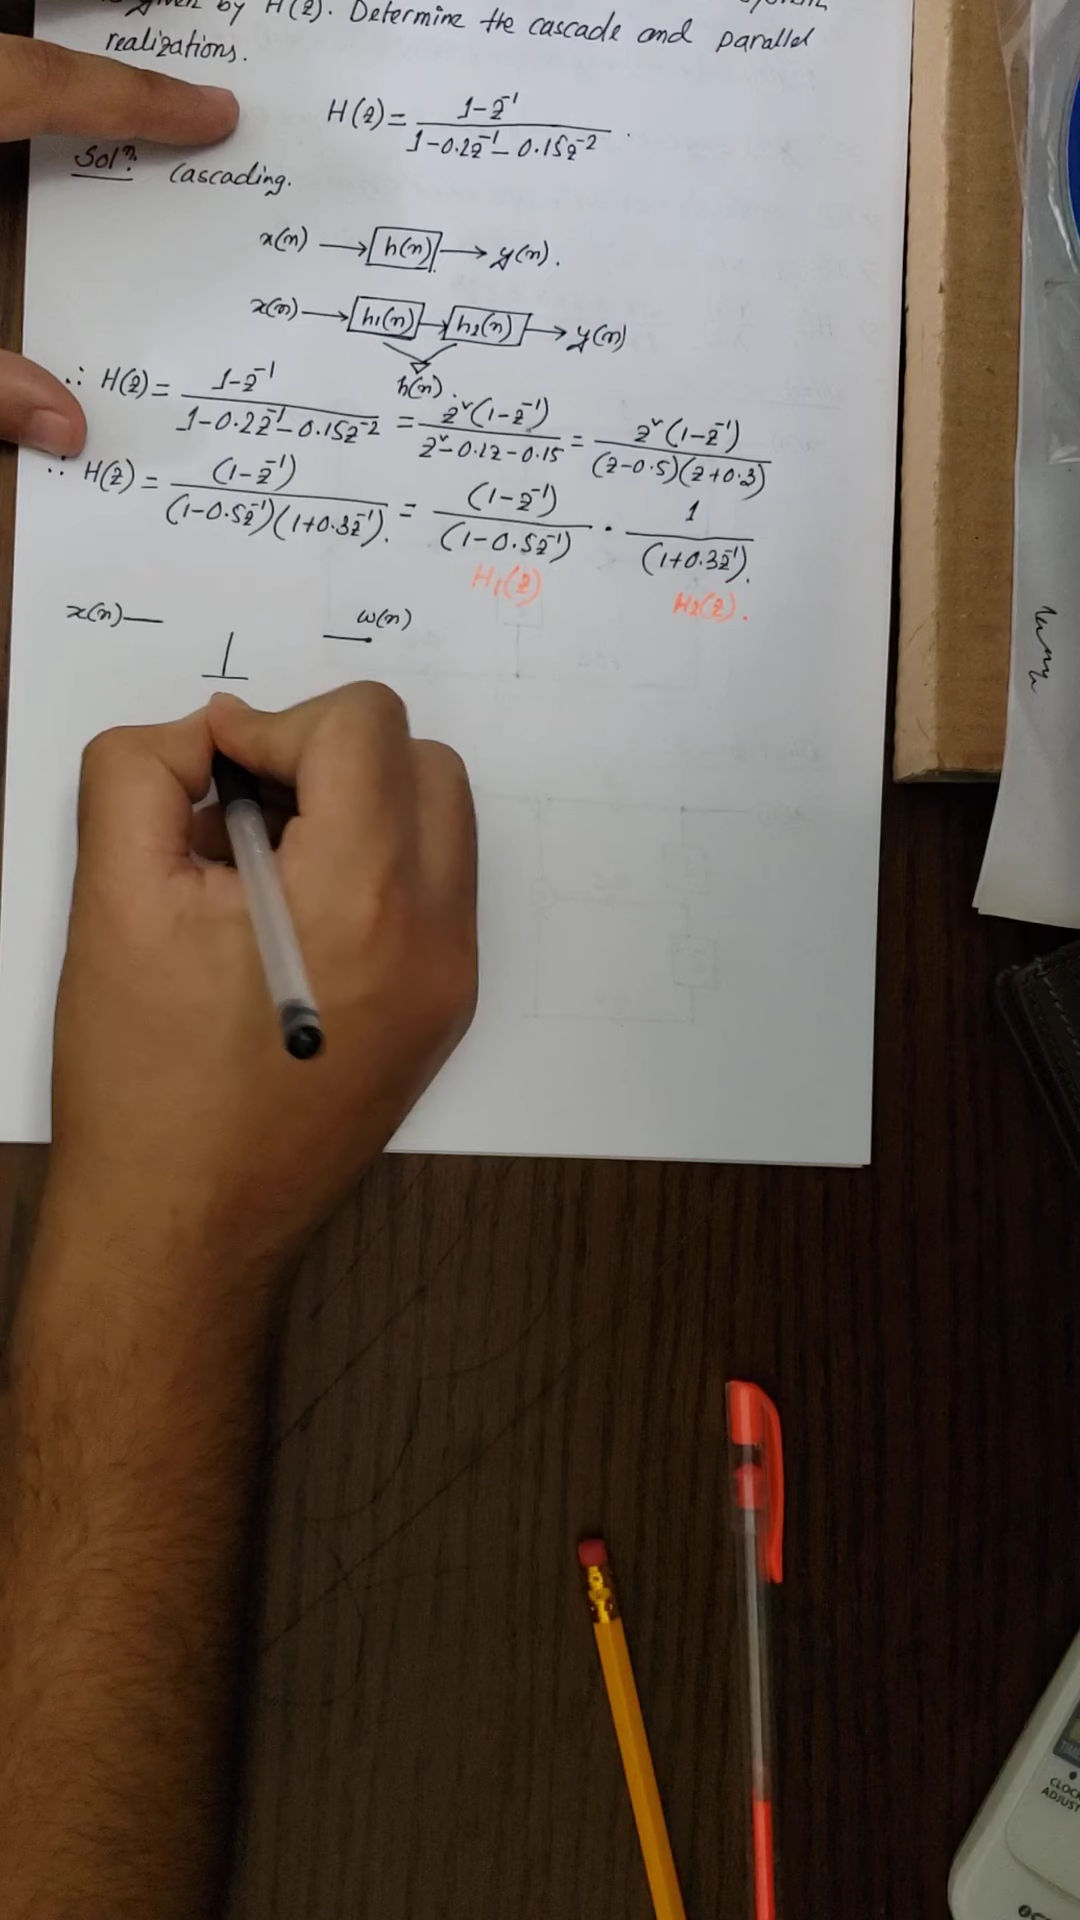 given by H(z). Determine the cascade and parallel
realizations.
H(z) = 1-z⁻¹ / 1-0.2z⁻¹-0.15z⁻² .
Solⁿ: Cascading.
x(n) → h(n) → y(n).
x(n) → h₁(n) → h₂(n) → y(n)
h(n).
∴ H(z) = 1-z⁻¹ / 1-0.2z⁻¹-0.15z⁻² = z²(1-z⁻¹) / z²-0.2z-0.15 = z²(1-z⁻¹) / (z-0.5)(z+0.3)
∴ H(z) = (1-z⁻¹) / (1-0.5z⁻¹)(1+0.3z⁻¹). = (1-z⁻¹) / (1-0.5z⁻¹) · 1 / (1+0.3z⁻¹).
H₁(z) H₂(z).
x(n) w(n)
CLOCK
ADJUST